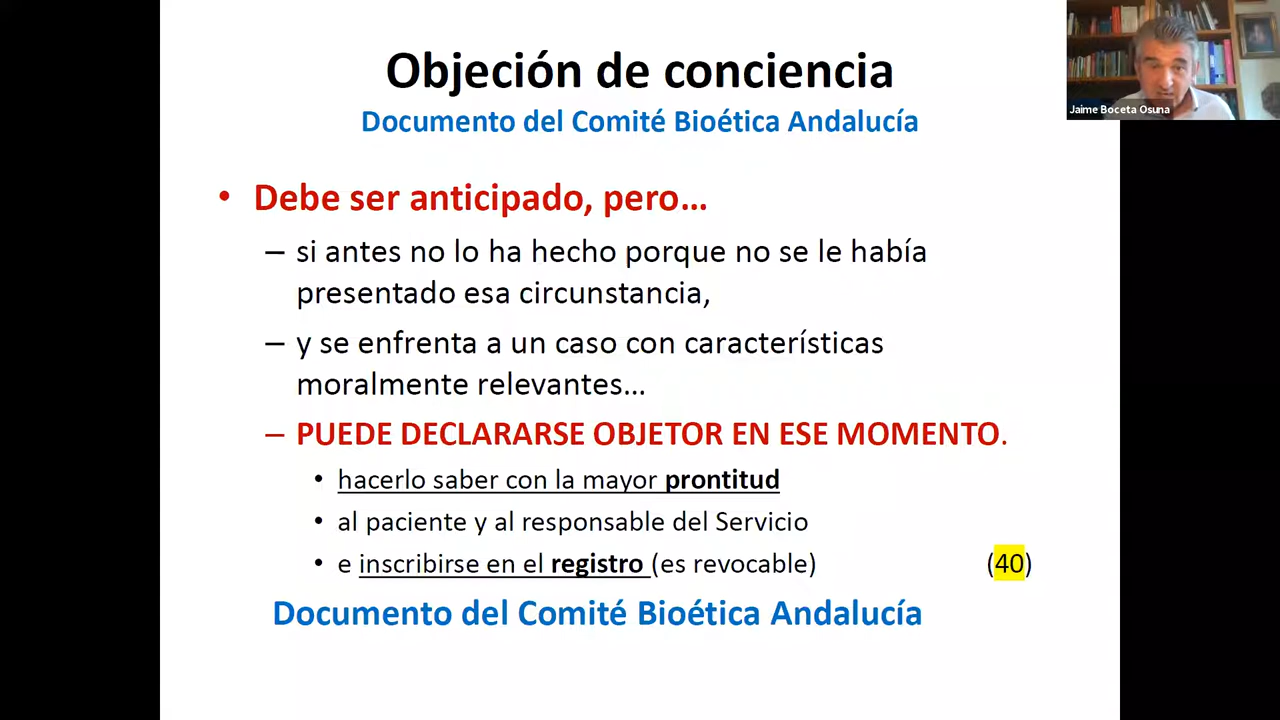 Objeción de conciencia
Documento del Comité Bioética Andalucía
Jaime Boceta Osuna
• Debe ser anticipado, pero...
– si antes no lo ha hecho porque no se le había
presentado esa circunstancia,
– y se enfrenta a un caso con características
moralmente relevantes...
– PUEDE DECLARARSE OBJETOR EN ESE MOMENTO.
• hacerlo saber con la mayor prontitud
• al paciente y al responsable del Servicio
• e inscribirse en el registro (es revocable) (40)
Documento del Comité Bioética Andalucía